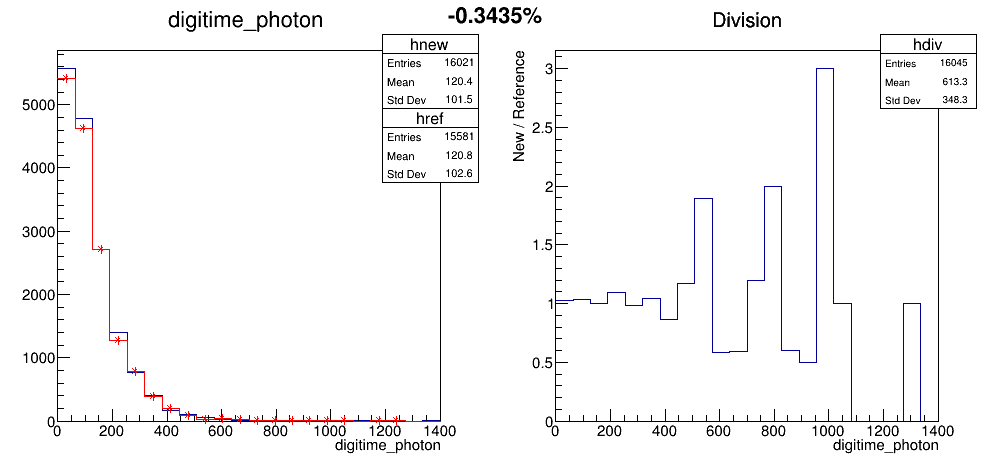 -0.3435%
digitime_photon
hnew
Entries 16021
Mean 120.4
Std Dev 101.5
href
Entries 15581
Mean 120.8
Std Dev 102.6
5000
4000
3000
2000
1000
0
0 200 400 600 800 1000 1200 1400
digitime_photon
Division
hdiv
Entries 16045
Mean 613.3
Std Dev 348.3
New / Reference
3
2.5
2
1.5
1
0.5
0
0 200 400 600 800 1000 1200 1400
digitime_photon